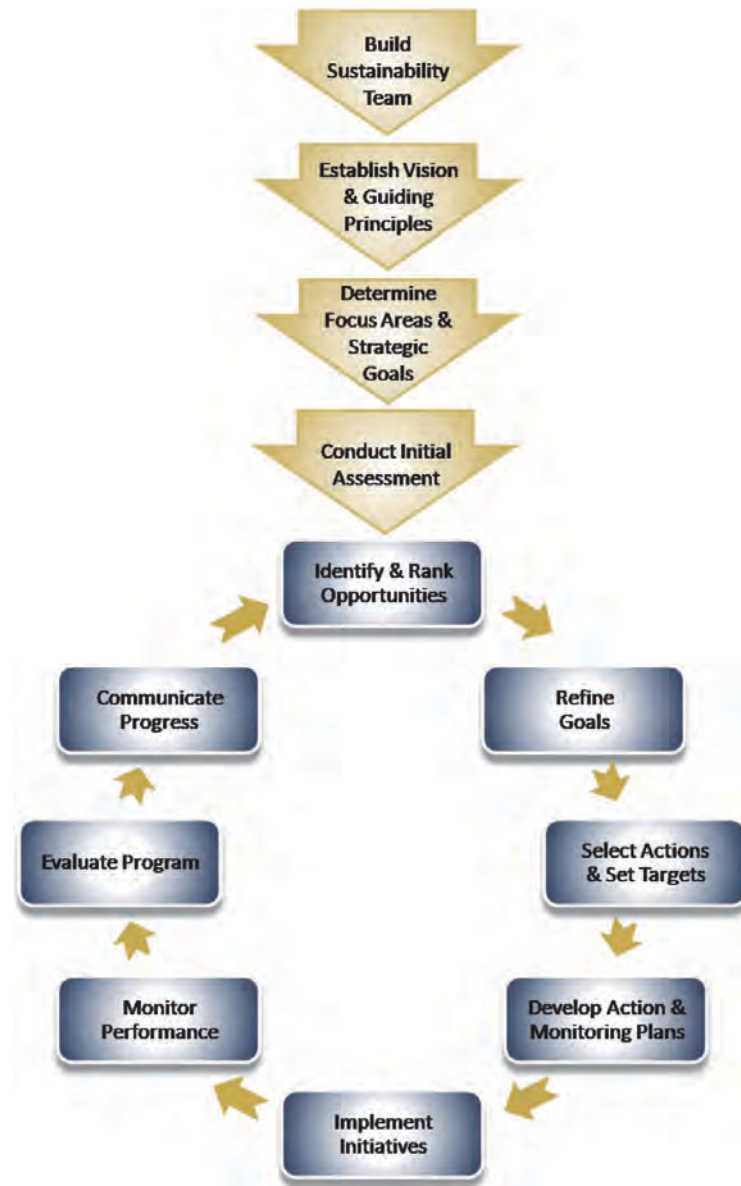 Build
Sustainability
Team
Establish Vision
& Guiding
Principles
Determine
Focus Areas &
Strategic
Goals
Conduct Initial
Assessment
Identify & Rank
Opportunities
Refine
Goals
Select Actions
& Set Targets
Develop Action &
Monitoring Plans
Implement
Initiatives
Monitor
Performance
Evaluate Program
Communicate
Progress